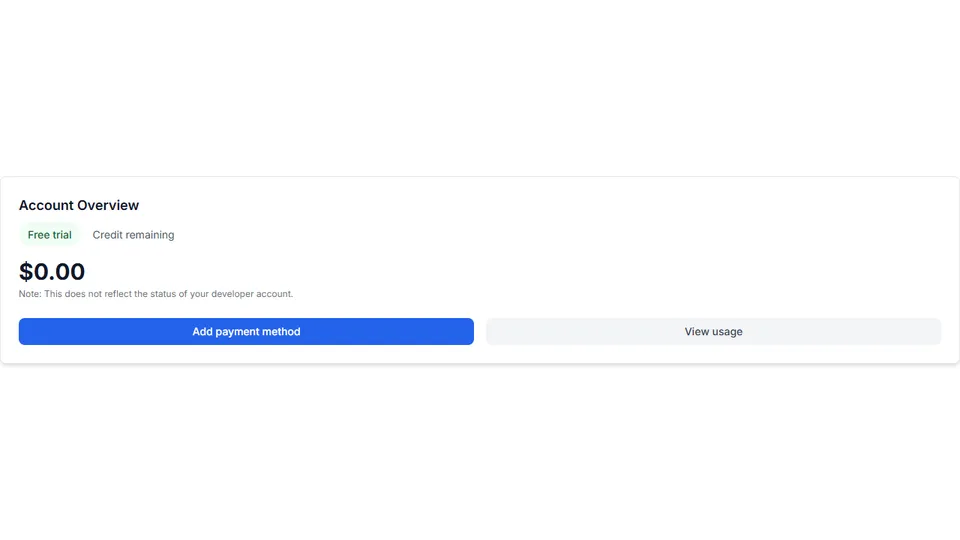 Account Overview
Free trial Credit remaining
$0.00
Note: This does not reflect the status of your developer account.
Add payment method View usage